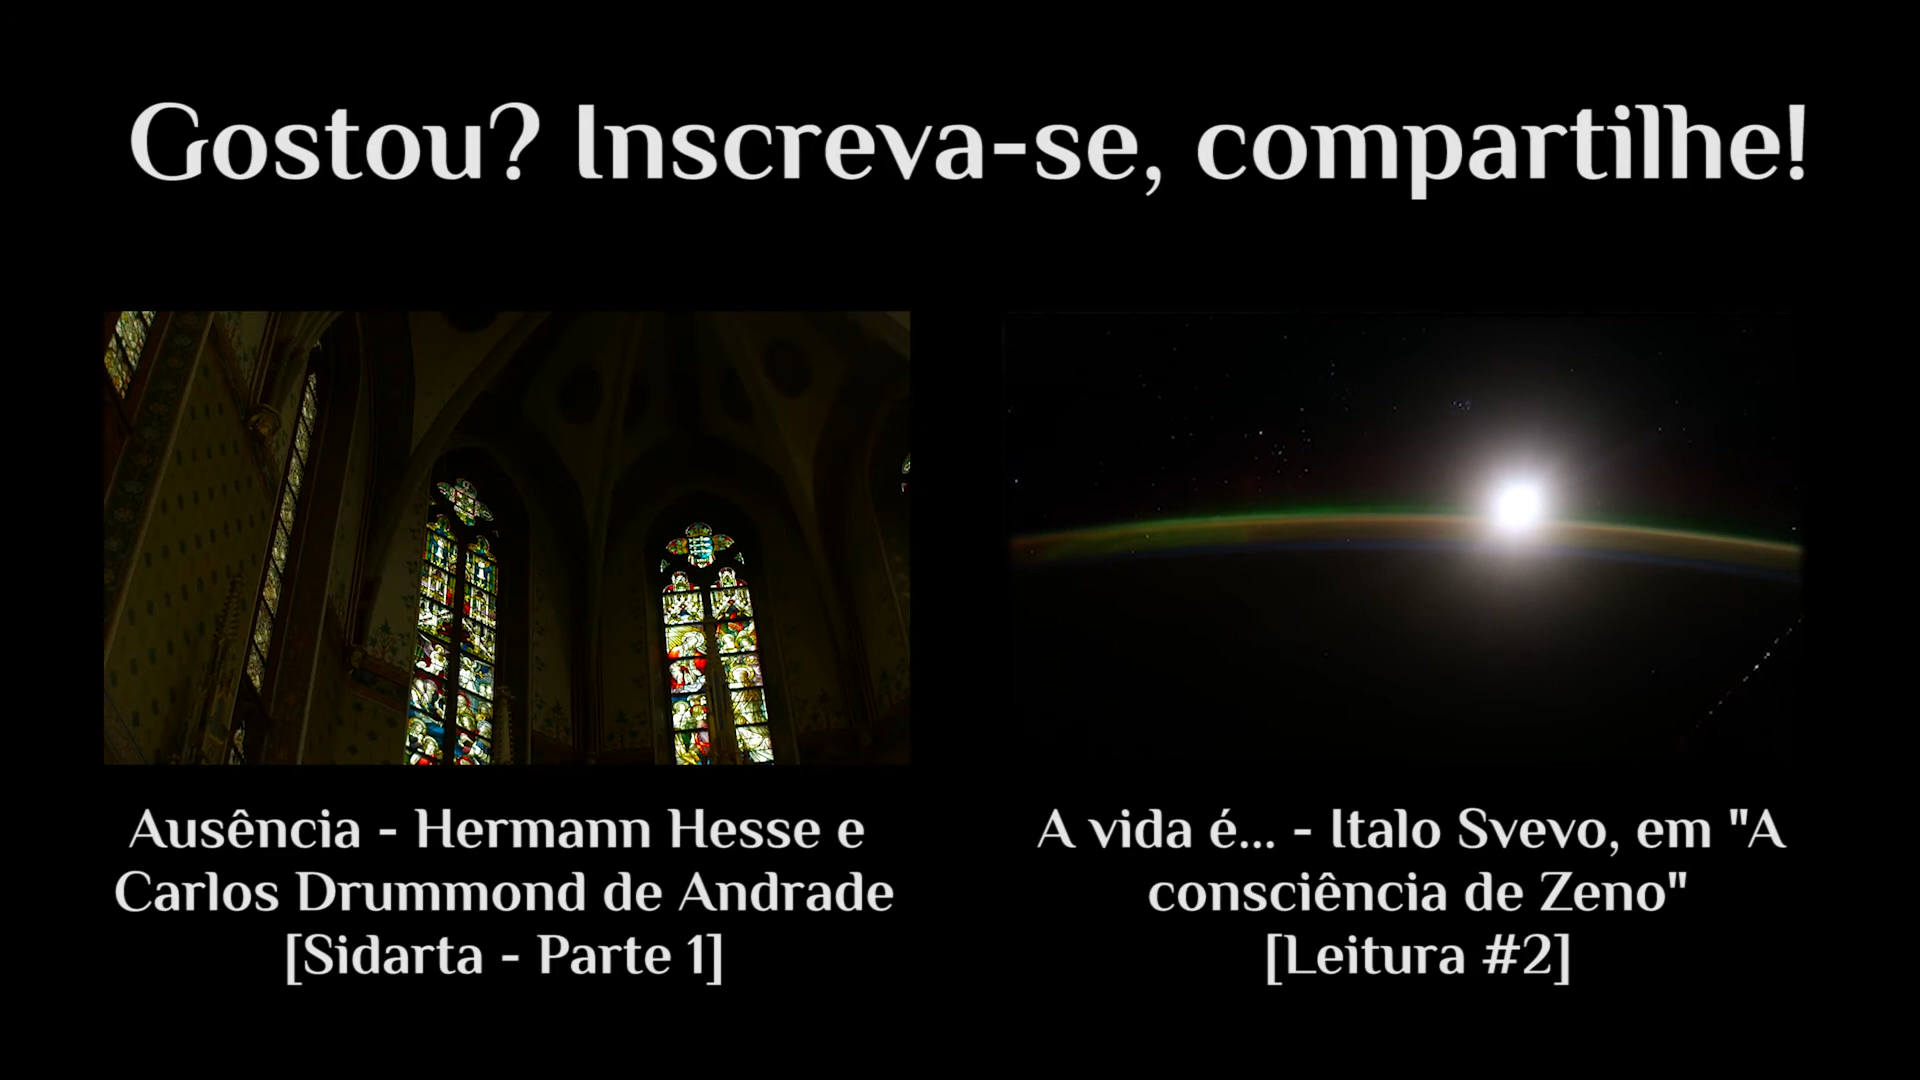 Gostou? Inscreva-se, compartilhe!
Ausência - Hermann Hesse e
Carlos Drummond de Andrade
[Sidarta - Parte 1]
A vida é... - Italo Svevo, em "A
consciência de Zeno"
[Leitura #2]